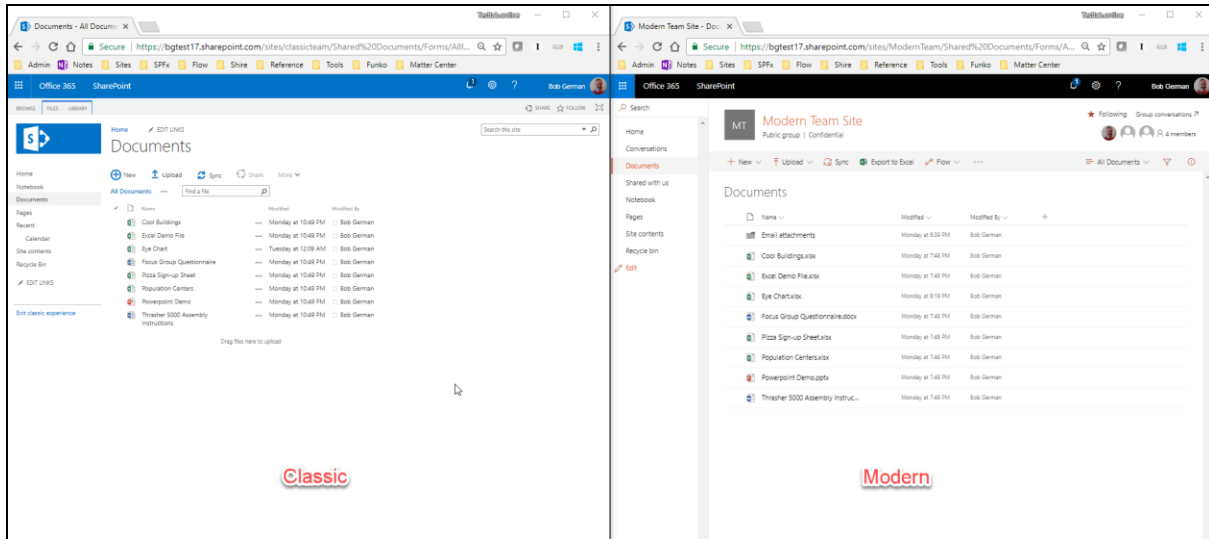 Documents - All Docume
Testlab.online
Secure | https://bgtest17.sharepoint.com/sites/classicteam/Shared%20Documents/Forms/AllI...
Admin Notes Sites SPFx Flow Shire Reference Tools Funko Matter Center
Office 365 SharePoint
1
?
Bob German
BROWSE FILES LIBRARY
SHARE FOLLOW
Home EDIT LINKS
Search this site
Documents
New Upload Sync Share More
All Documents ... Find a file
Name Modified Modified By
Cool Buildings ... Monday at 10:49 PM Bob German
Excel Demo File ... Monday at 10:49 PM Bob German
Eye Chart ... Tuesday at 12:09 AM Bob German
Focus Group Questionnaire ... Monday at 10:49 PM Bob German
Pizza Sign-up Sheet ... Monday at 10:49 PM Bob German
Population Centers ... Monday at 10:49 PM Bob German
Powerpoint Demo ... Monday at 10:49 PM Bob German
Thrasher 5000 Assembly ... Monday at 10:49 PM Bob German
Instructions
Drag files here to upload
Home
Notebook
Documents
Pages
Recent
Calendar
Site contents
Recycle Bin
EDIT LINKS
Exit classic experience
Classic
Modern Team Site - Doc
Testlab.online
Secure | https://bgtest17.sharepoint.com/sites/ModernTeam/Shared%20Documents/Forms/A...
Admin Notes Sites SPFx Flow Shire Reference Tools Funko Matter Center
Office 365 SharePoint
?
Bob German
Search
Home
Conversations
Documents
Shared with us
Notebook
Pages
Site contents
Recycle bin
Edit
MT
Modern Team Site
Public group | Confidential
Following Group conversations
4 members
+ New Upload Sync Export to Excel Flow ...
All Documents
Documents
Name Modified Modified By +
Email attachments Monday at 8:39 PM Bob German
Cool Buildings.xlsx Monday at 7:48 PM Bob German
Excel Demo File.xlsx Monday at 7:48 PM Bob German
Eye Chart.xlsx Monday at 9:19 PM Bob German
Focus Group Questionnaire.docx Monday at 7:48 PM Bob German
Pizza Sign-up Sheet.xlsx Monday at 7:48 PM Bob German
Population Centers.xlsx Monday at 7:48 PM Bob German
Powerpoint Demo.pptx Monday at 7:48 PM Bob German
Thrasher 5000 Assembly Instruc... Monday at 7:48 PM Bob German
Modern